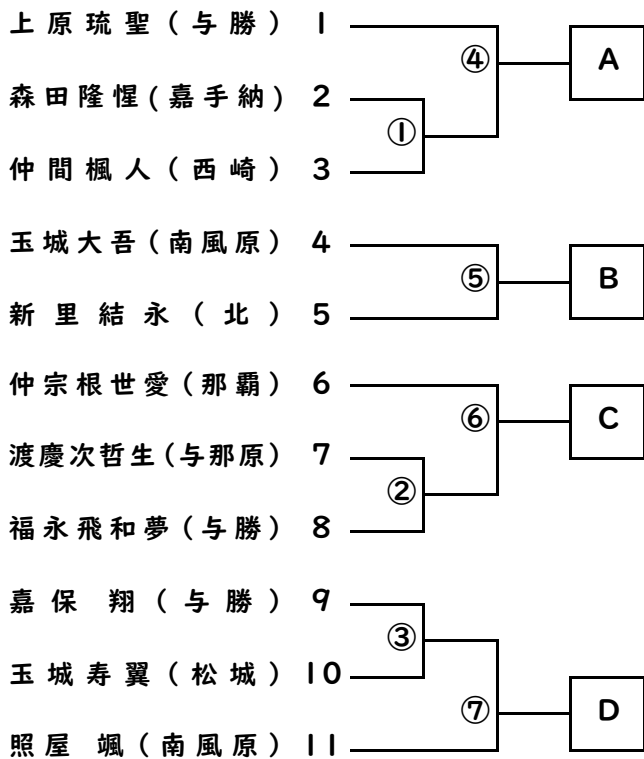 上原琉聖(与勝) 1
④ A
森田隆惺(嘉手納) 2
①
仲間楓人(西崎) 3
玉城大吾(南風原) 4
⑤ B
新里結永(北) 5
仲宗根世愛(那覇) 6
⑥ C
渡慶次哲生(与那原) 7
②
福永飛和夢(与勝) 8
嘉保 翔(与勝) 9
③
玉城寿翼(松城) 10
⑦ D
照屋 颯(南風原) 11